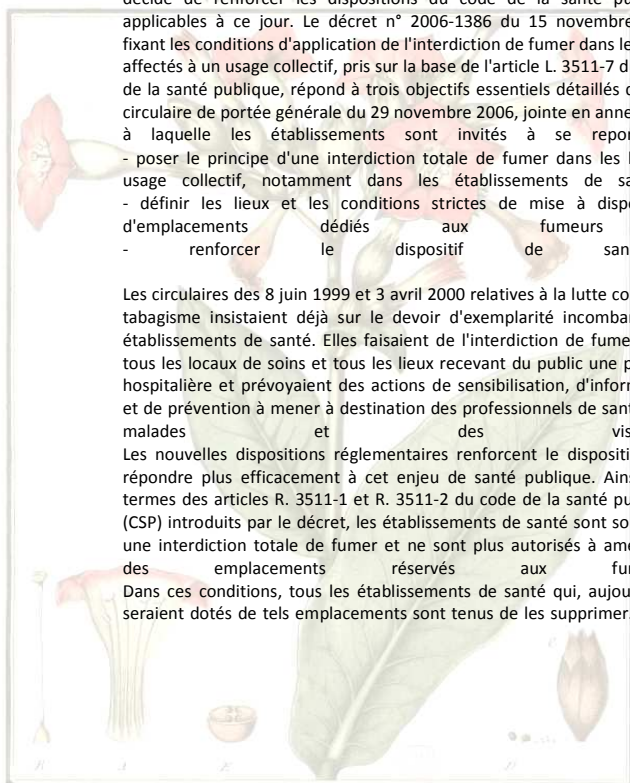 décide de renforcer les dispositions du code de la santé pu
applicables à ce jour. Le décret n° 2006-1386 du 15 novembre
fixant les conditions d'application de l'interdiction de fumer dans le
affectés à un usage collectif, pris sur la base de l'article L. 3511-7 d
de la santé publique, répond à trois objectifs essentiels détaillés
circulaire de portée générale du 29 novembre 2006, jointe en anne
à laquelle les établissements sont invités à se repor
- poser le principe d'une interdiction totale de fumer dans les l
usage collectif, notamment dans les établissements de sa
- définir les lieux et les conditions strictes de mise à dispo
d'emplacements dédiés aux fumeurs
- renforcer le dispositif de san
Les circulaires des 8 juin 1999 et 3 avril 2000 relatives à la lutte co
tabagisme insistaient déjà sur le devoir d'exemplarité incomba
établissements de santé. Elles faisaient de l'interdiction de fume
tous les locaux de soins et tous les lieux recevant du public une p
hospitalière et prévoyaient des actions de sensibilisation, d'inforr
et de prévention à mener à destination des professionnels de sant
malades et des vis
Les nouvelles dispositions réglementaires renforcent le dispositi
répondre plus efficacement à cet enjeu de santé publique. Ains
termes des articles R. 3511-1 et R. 3511-2 du code de la santé pu
(CSP) introduits par le décret, les établissements de santé sont so
une interdiction totale de fumer et ne sont plus autorisés à amé
des emplacements réservés aux fu
Dans ces conditions, tous les établissements de santé qui, aujou
seraient dotés de tels emplacements sont tenus de les supprimer.